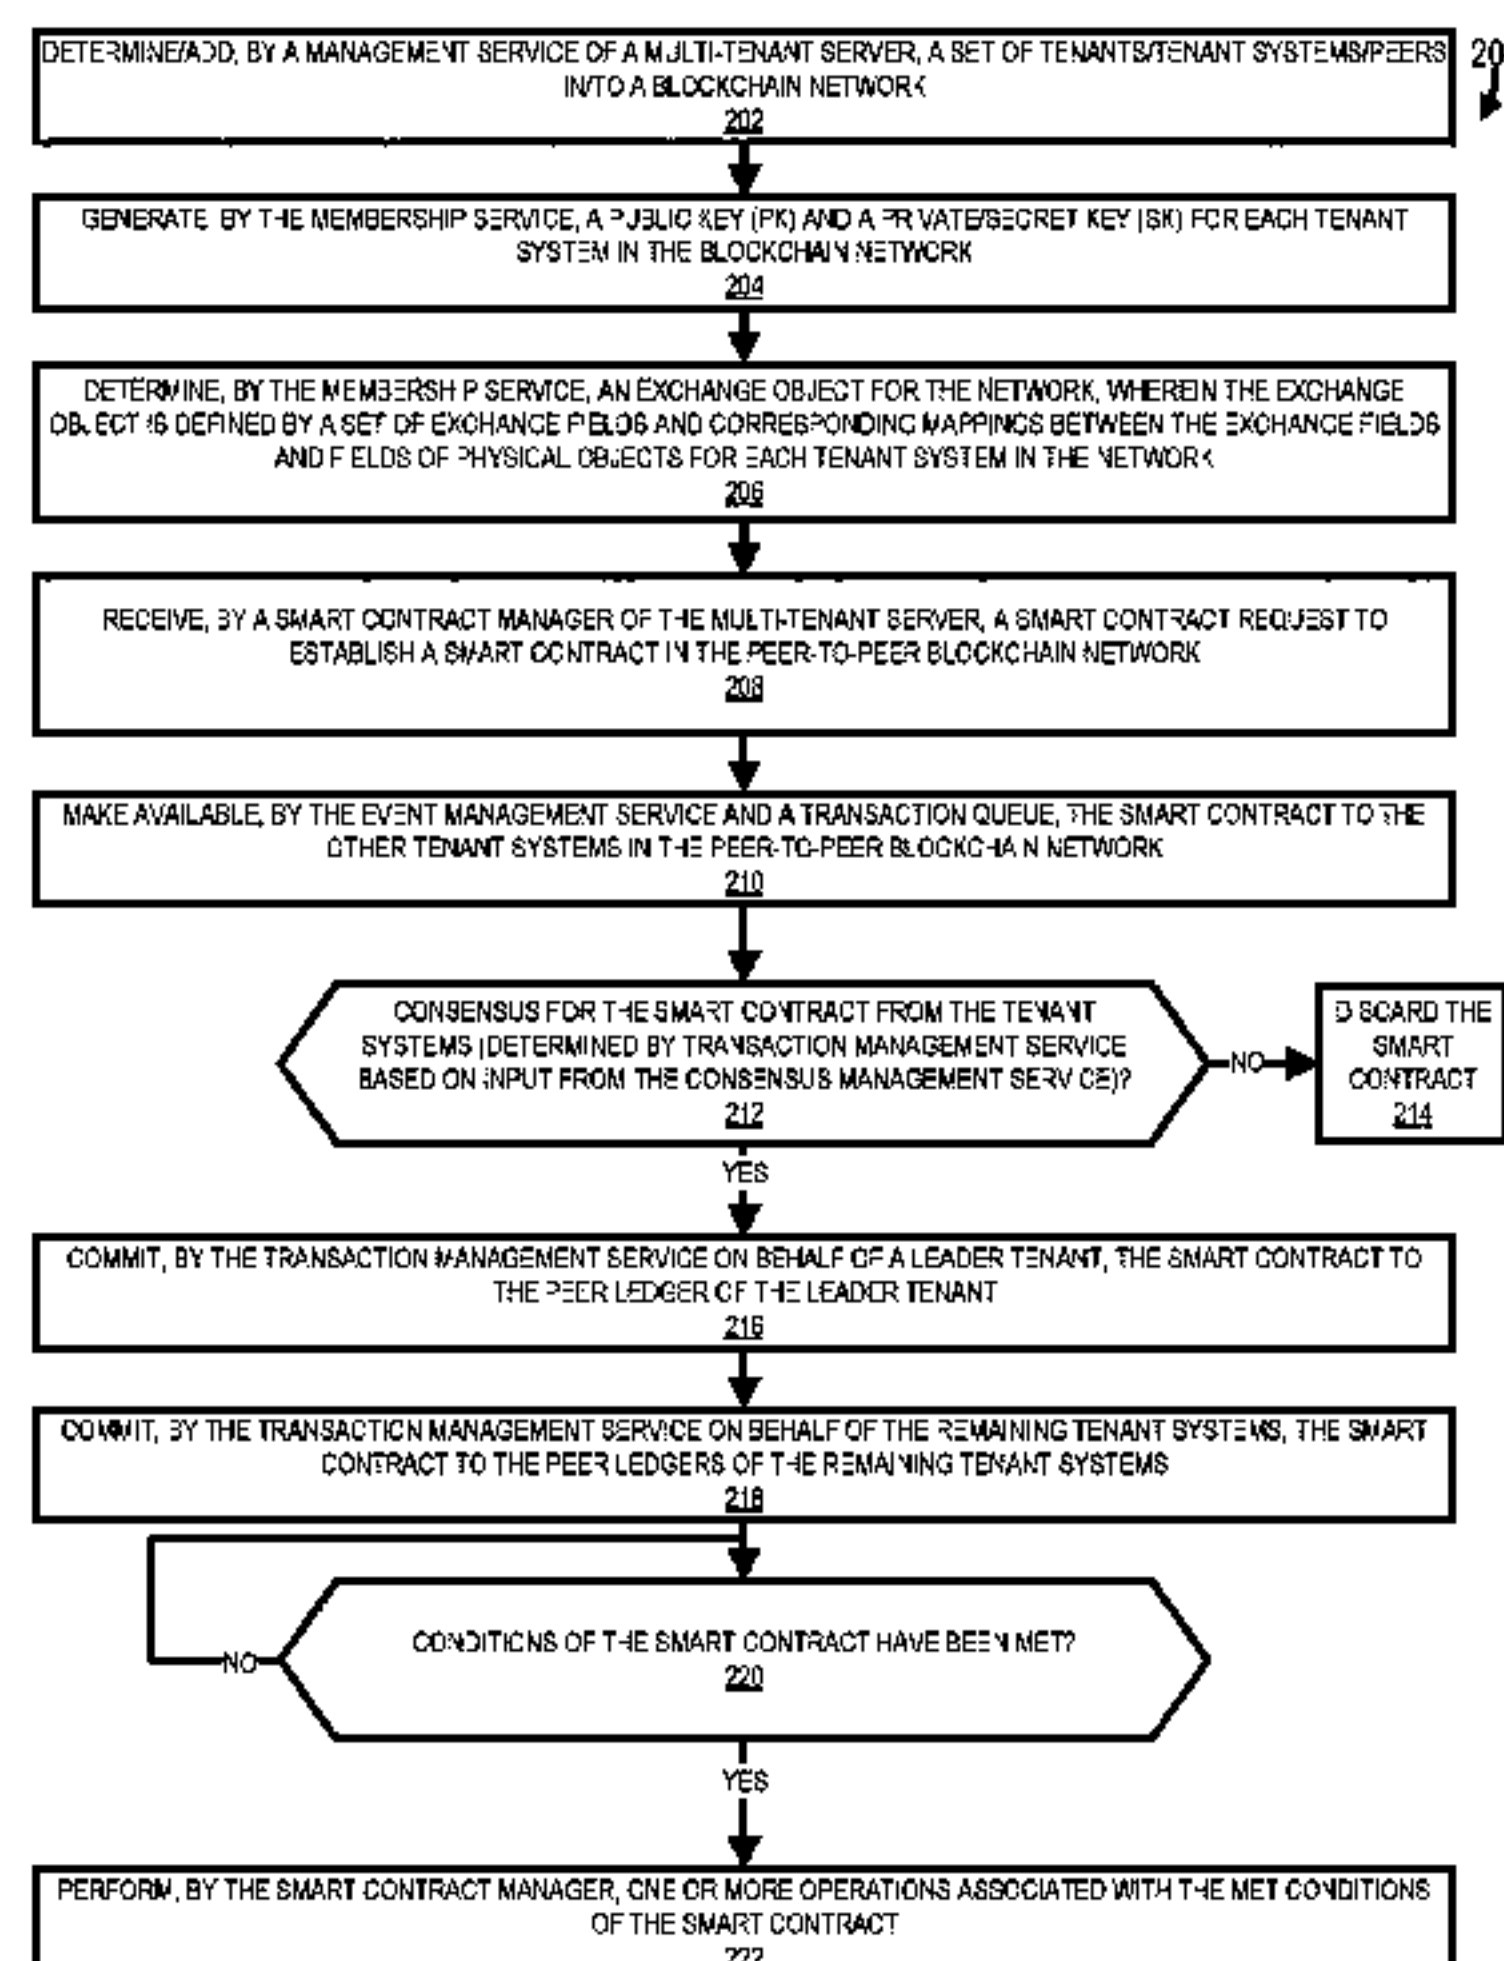 DETERMINE/ADD, BY A MANAGEMENT SERVICE OF A MULTI-TENANT SERVER, A SET OF TENANTS/TENANT SYSTEMS/PEERS
IN/TO A BLOCKCHAIN NETWORK
202
20
GENERATE, BY THE MEMBERSHIP SERVICE, A PUBLIC KEY (PK) AND A PRIVATE/SECRET KEY (SK) FOR EACH TENANT
SYSTEM IN THE BLOCKCHAIN NETWORK
204
DETERMINE, BY THE MEMBERSHIP SERVICE, AN EXCHANGE OBJECT FOR THE NETWORK, WHEREIN THE EXCHANGE
OBJECT IS DEFINED BY A SET OF EXCHANGE FIELDS AND CORRESPONDING MAPPINGS BETWEEN THE EXCHANGE FIELDS
AND FIELDS OF PHYSICAL OBJECTS FOR EACH TENANT SYSTEM IN THE NETWORK
206
RECEIVE, BY A SMART CONTRACT MANAGER OF THE MULTI-TENANT SERVER, A SMART CONTRACT REQUEST TO
ESTABLISH A SMART CONTRACT IN THE PEER-TO-PEER BLOCKCHAIN NETWORK
208
MAKE AVAILABLE, BY THE EVENT MANAGEMENT SERVICE AND A TRANSACTION QUEUE, THE SMART CONTRACT TO THE
OTHER TENANT SYSTEMS IN THE PEER-TO-PEER BLOCKCHAIN NETWORK
210
CONSENSUS FOR THE SMART CONTRACT FROM THE TENANT
SYSTEMS (DETERMINED BY TRANSACTION MANAGEMENT SERVICE
BASED ON INPUT FROM THE CONSENSUS MANAGEMENT SERVICE)?
212
NO
DISCARD THE
SMART
CONTRACT
214
YES
COMMIT, BY THE TRANSACTION MANAGEMENT SERVICE ON BEHALF OF A LEADER TENANT, THE SMART CONTRACT TO
THE PEER LEDGER OF THE LEADER TENANT
216
COMMIT, BY THE TRANSACTION MANAGEMENT SERVICE ON BEHALF OF THE REMAINING TENANT SYSTEMS, THE SMART
CONTRACT TO THE PEER LEDGERS OF THE REMAINING TENANT SYSTEMS
218
CONDITIONS OF THE SMART CONTRACT HAVE BEEN MET?
220
NO
YES
PERFORM, BY THE SMART CONTRACT MANAGER, ONE OR MORE OPERATIONS ASSOCIATED WITH THE MET CONDITIONS
OF THE SMART CONTRACT
222